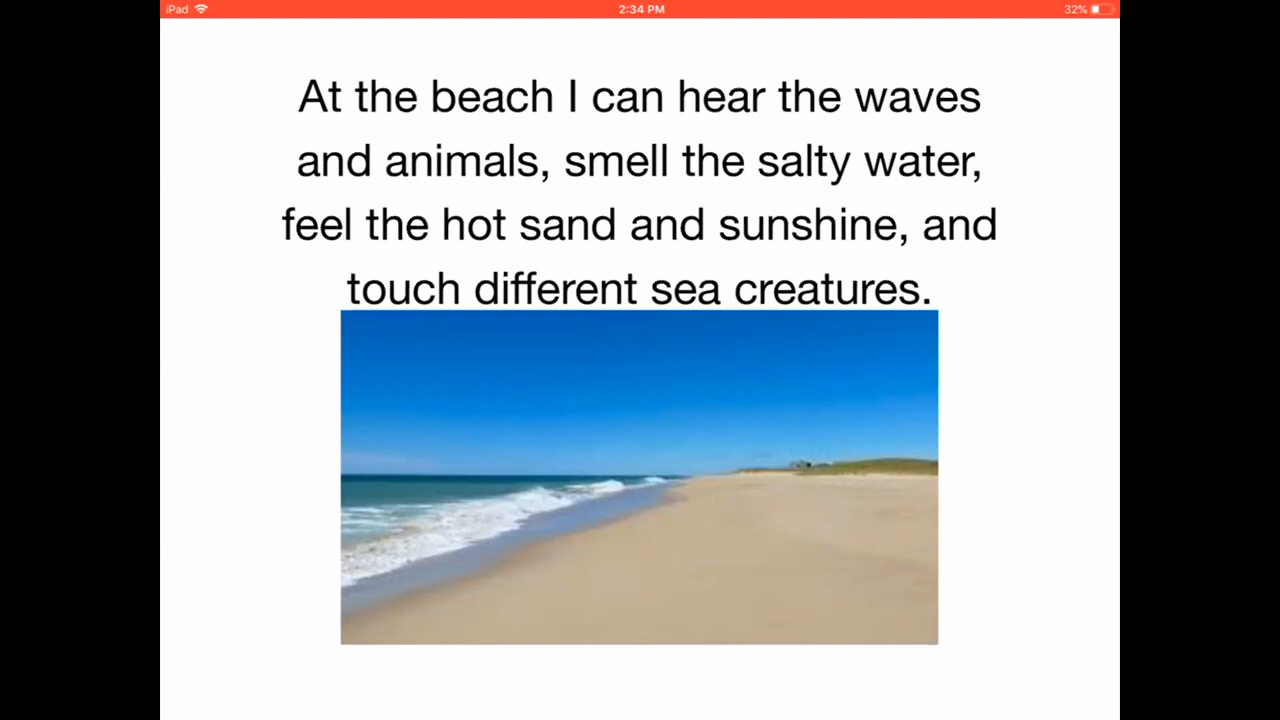 iPad 2:34 PM 32%
At the beach I can hear the waves
and animals, smell the salty water,
feel the hot sand and sunshine, and
touch different sea creatures.